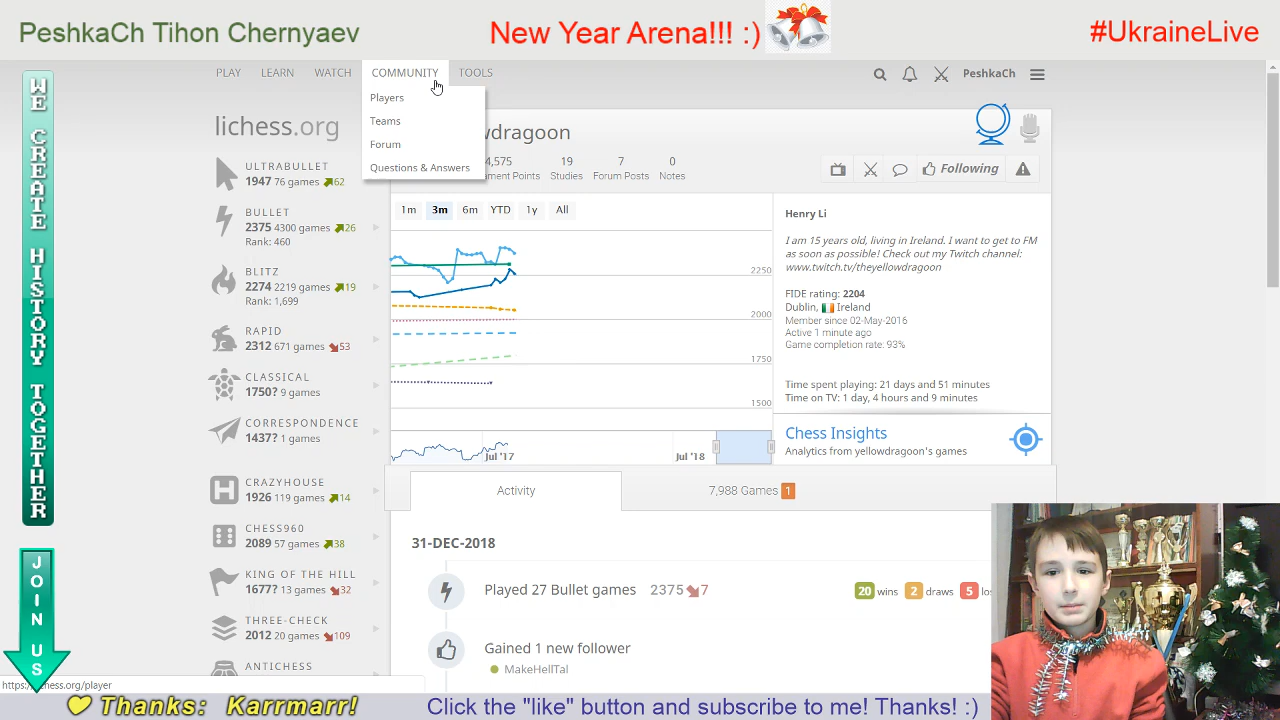 PeshkaCh Tihon Chernyaev
New Year Arena!!! :)
#UkraineLive
PLAY LEARN WATCH COMMUNITY TOOLS
PeshkaCh
Players
Teams
Forum
Questions & Answers
lichess.org
wdragoon
4,575 19 7 0
ment Points Studies Forum Posts Notes
Following
ULTRABULLET
1947 76 games 62
BULLET
2375 4300 games 26
Rank: 460
BLITZ
2274 2219 games 19
Rank: 1,699
RAPID
2312 671 games 53
CLASSICAL
1750? 9 games
CORRESPONDENCE
1437? 1 games
CRAZYHOUSE
1926 119 games 14
CHESS960
2089 57 games 38
KING OF THE HILL
1677? 13 games 32
THREE-CHECK
2012 20 games 109
ANTICHESS
1m 3m 6m YTD 1y All
2250
2000
1750
1500
Jul '17 Jul '18
Henry Li
I am 15 years old, living in Ireland. I want to get to FM
as soon as possible! Check out my Twitch channel:
www.twitch.tv/theyellowdragoon
FIDE rating: 2204
Dublin, Ireland
Member since 02-May-2016
Active 1 minute ago
Game completion rate: 93%
Time spent playing: 21 days and 51 minutes
Time on TV: 1 day, 4 hours and 9 minutes
Chess Insights
Analytics from yellowdragoon's games
Activity
7,988 Games 1
31-DEC-2018
Played 27 Bullet games 2375 7
20 wins 2 draws 5 lo
Gained 1 new follower
MakeHellTal
WE CREATE HISTORY TOGETHER
JOIN US
https://lichess.org/player
Thanks: Karrmarr!
Click the "like" button and subscribe to me! Thanks! :)